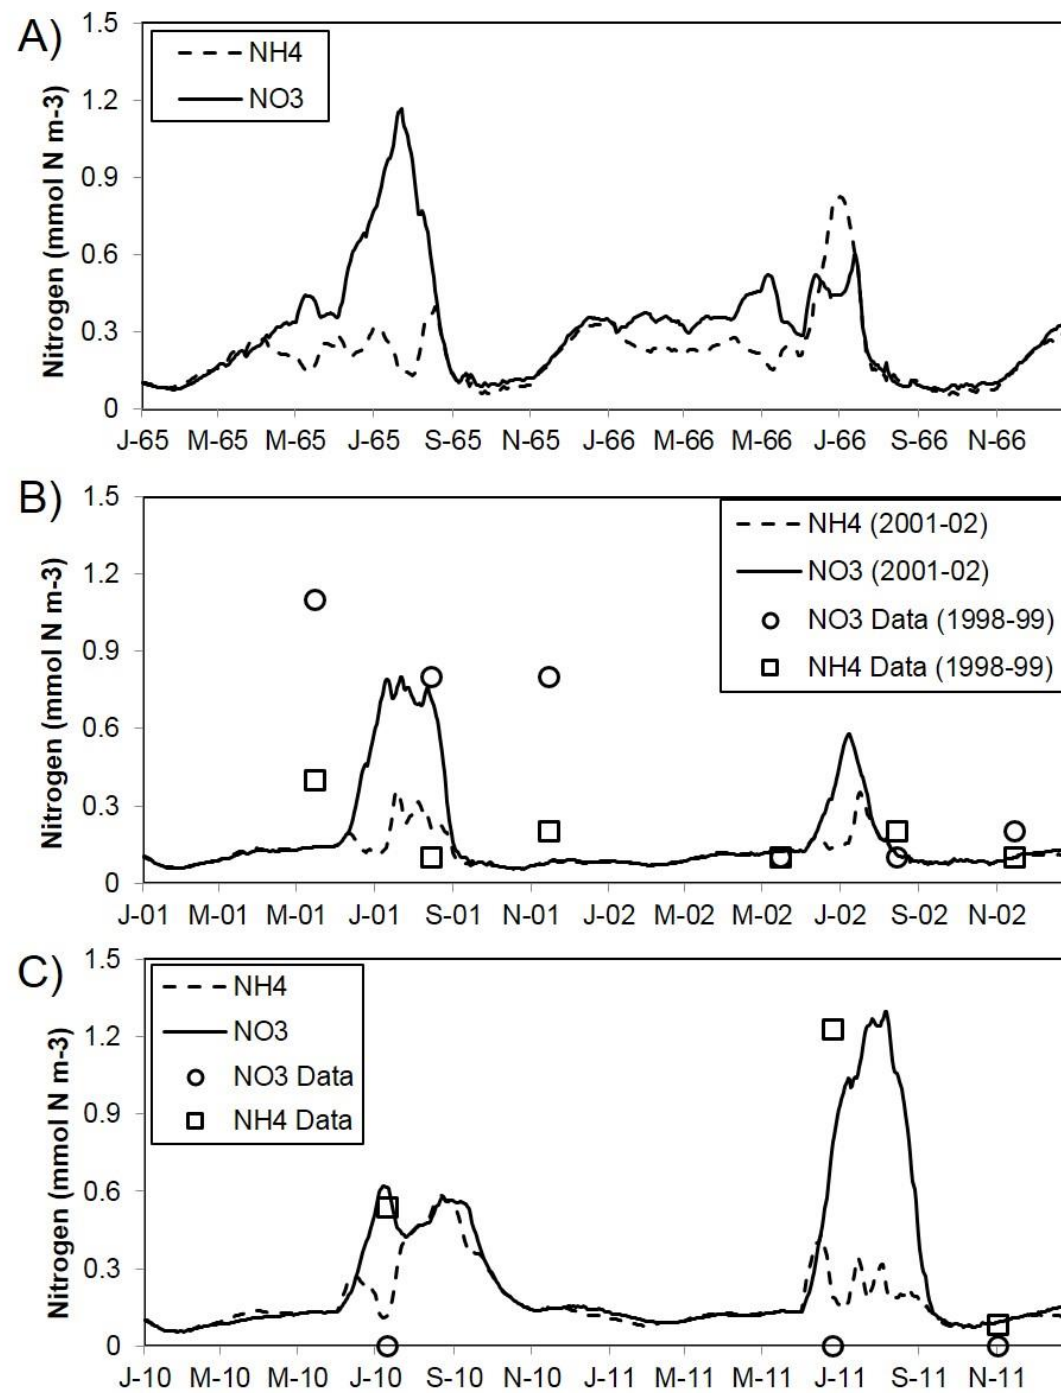 A)
Nitrogen (mmol N m-3)
1.5
1.2
0.9
0.6
0.3
0
NH4
NO3
J-65 M-65 M-65 J-65 S-65 N-65 J-66 M-66 M-66 J-66 S-66 N-66
B)
Nitrogen (mmol N m-3)
1.5
1.2
0.9
0.6
0.3
0
NH4 (2001-02)
NO3 (2001-02)
NO3 Data (1998-99)
NH4 Data (1998-99)
J-01 M-01 M-01 J-01 S-01 N-01 J-02 M-02 M-02 J-02 S-02 N-02
C)
Nitrogen (mmol N m-3)
1.5
1.2
0.9
0.6
0.3
0
NH4
NO3
NO3 Data
NH4 Data
J-10 M-10 M-10 J-10 S-10 N-10 J-11 M-11 M-11 J-11 S-11 N-11